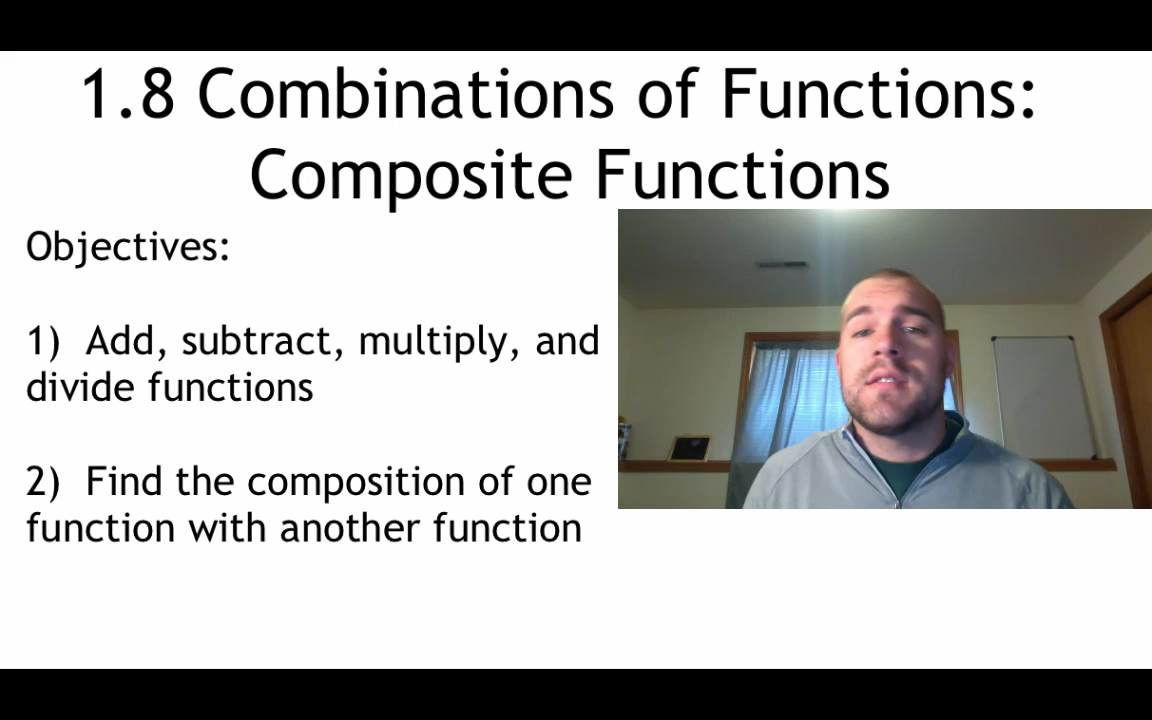 1.8 Combinations of Functions:
Composite Functions
Objectives:
1) Add, subtract, multiply, and
divide functions
2) Find the composition of one
function with another function